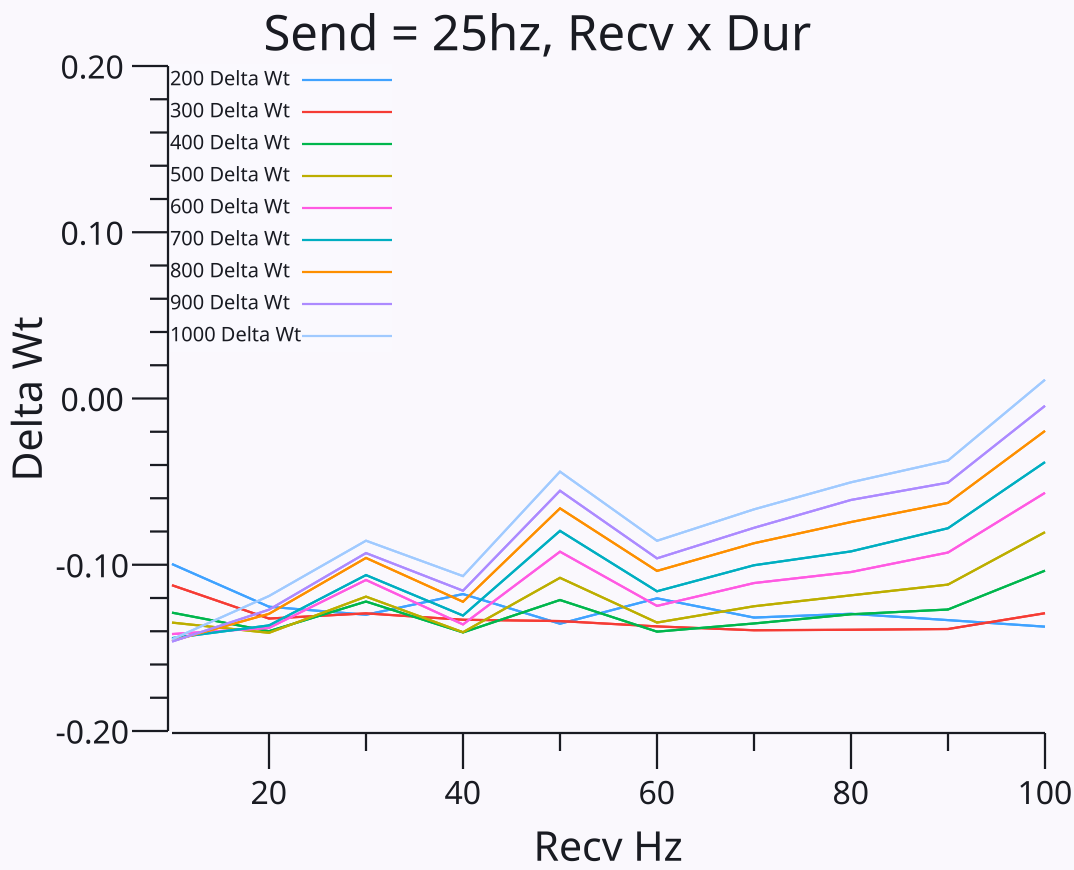 Send = 25hz, Recv x Dur
0.20
200 Delta Wt
300 Delta Wt
400 Delta Wt
500 Delta Wt
600 Delta Wt
0.10
700 Delta Wt
800 Delta Wt
900 Delta Wt
1000 Delta Wt
Delta Wt
0.00
-0.10
-0.20
20 40 60 80 100
Recv Hz